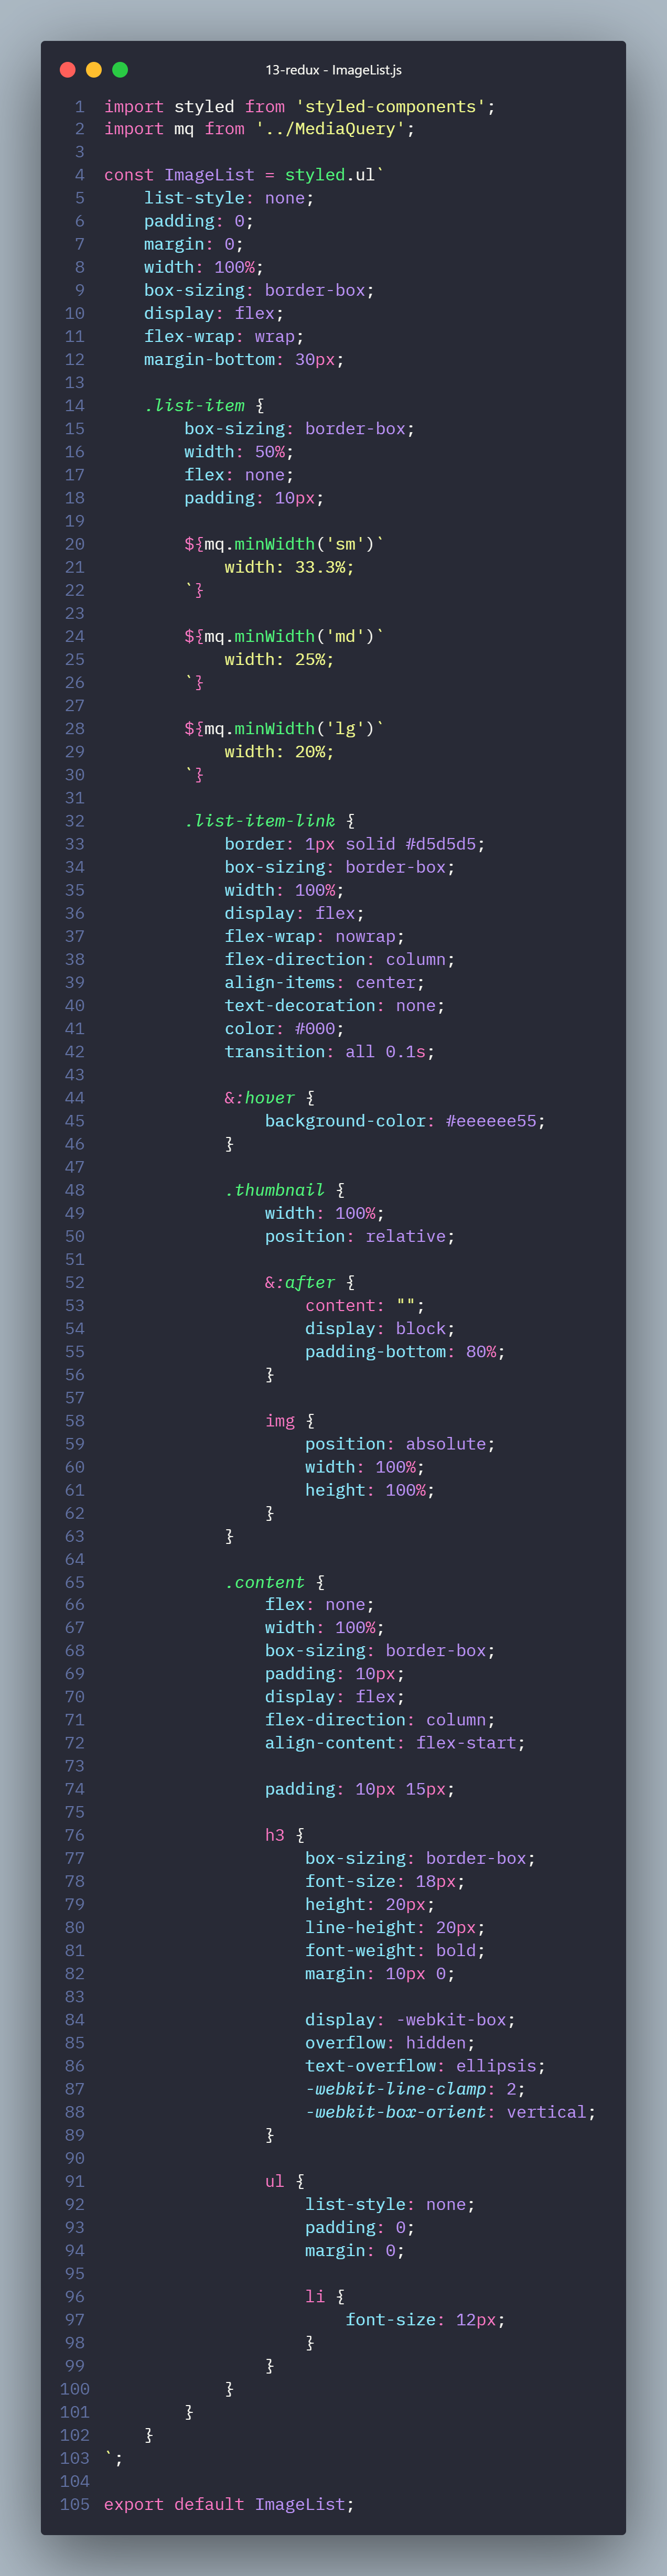 13-redux - ImageList.js
1 import styled from 'styled-components';
2 import mq from '../MediaQuery';
3
4 const ImageList = styled.ul`
5     list-style: none;
6     padding: 0;
7     margin: 0;
8     width: 100%;
9     box-sizing: border-box;
10     display: flex;
11     flex-wrap: wrap;
12     margin-bottom: 30px;
13
14     .list-item {
15         box-sizing: border-box;
16         width: 50%;
17         flex: none;
18         padding: 10px;
19
20         ${mq.minWidth('sm')`
21             width: 33.3%;
22         `}
23
24         ${mq.minWidth('md')`
25             width: 25%;
26         `}
27
28         ${mq.minWidth('lg')`
29             width: 20%;
30         `}
31
32         .list-item-link {
33             border: 1px solid #d5d5d5;
34             box-sizing: border-box;
35             width: 100%;
36             display: flex;
37             flex-wrap: nowrap;
38             flex-direction: column;
39             align-items: center;
40             text-decoration: none;
41             color: #000;
42             transition: all 0.1s;
43
44             &:hover {
45                 background-color: #eeeeee55;
46             }
47
48             .thumbnail {
49                 width: 100%;
50                 position: relative;
51
52                 &:after {
53                     content: "";
54                     display: block;
55                     padding-bottom: 80%;
56                 }
57
58                 img {
59                     position: absolute;
60                     width: 100%;
61                     height: 100%;
62                 }
63             }
64
65             .content {
66                 flex: none;
67                 width: 100%;
68                 box-sizing: border-box;
69                 padding: 10px;
70                 display: flex;
71                 flex-direction: column;
72                 align-content: flex-start;
73
74                 padding: 10px 15px;
75
76                 h3 {
77                     box-sizing: border-box;
78                     font-size: 18px;
79                     height: 20px;
80                     line-height: 20px;
81                     font-weight: bold;
82                     margin: 10px 0;
83
84                     display: -webkit-box;
85                     overflow: hidden;
86                     text-overflow: ellipsis;
87                     -webkit-line-clamp: 2;
88                     -webkit-box-orient: vertical;
89                 }
90
91                 ul {
92                     list-style: none;
93                     padding: 0;
94                     margin: 0;
95
96                     li {
97                         font-size: 12px;
98                     }
99                 }
100             }
101         }
102     }
103 `;
104
105 export default ImageList;